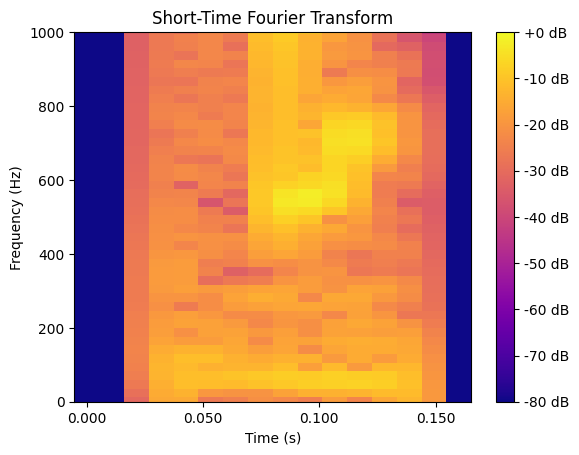 Short-Time Fourier Transform
1000
800
600
400
200
0
Frequency (Hz)
0.000
0.050
0.100
0.150
Time (s)
+0 dB
-10 dB
-20 dB
-30 dB
-40 dB
-50 dB
-60 dB
-70 dB
-80 dB